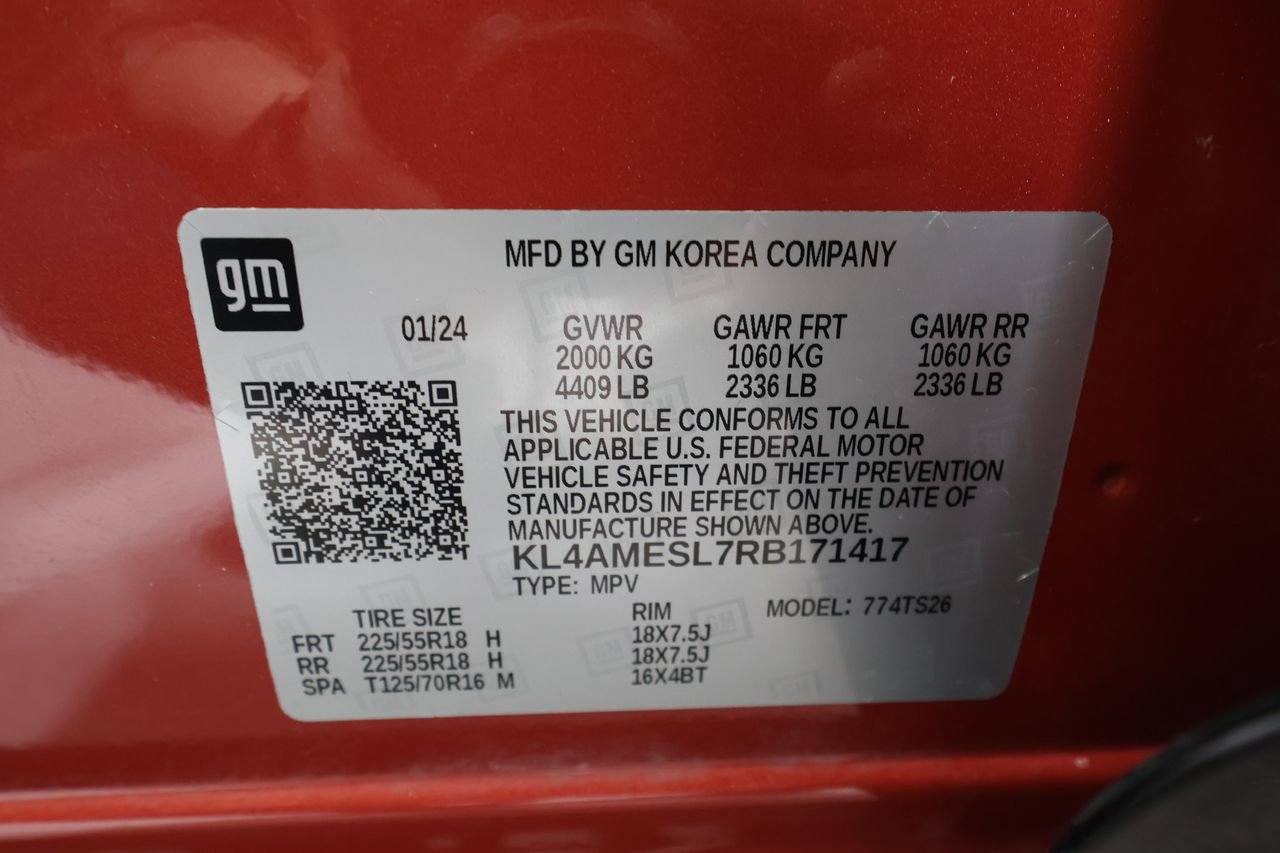 gm
MFD BY GM KOREA COMPANY
01/24 GVWR GAWR FRT GAWR RR
2000 KG 1060 KG 1060 KG
4409 LB 2336 LB 2336 LB
THIS VEHICLE CONFORMS TO ALL
APPLICABLE U.S. FEDERAL MOTOR
VEHICLE SAFETY AND THEFT PREVENTION
STANDARDS IN EFFECT ON THE DATE OF
MANUFACTURE SHOWN ABOVE.
KL4AMESL7RB171417
TYPE: MPV
TIRE SIZE RIM MODEL: 774TS26
FRT 225/55R18 H 18X7.5J
RR 225/55R18 H 18X7.5J
SPA T125/70R16 M 16X4BT